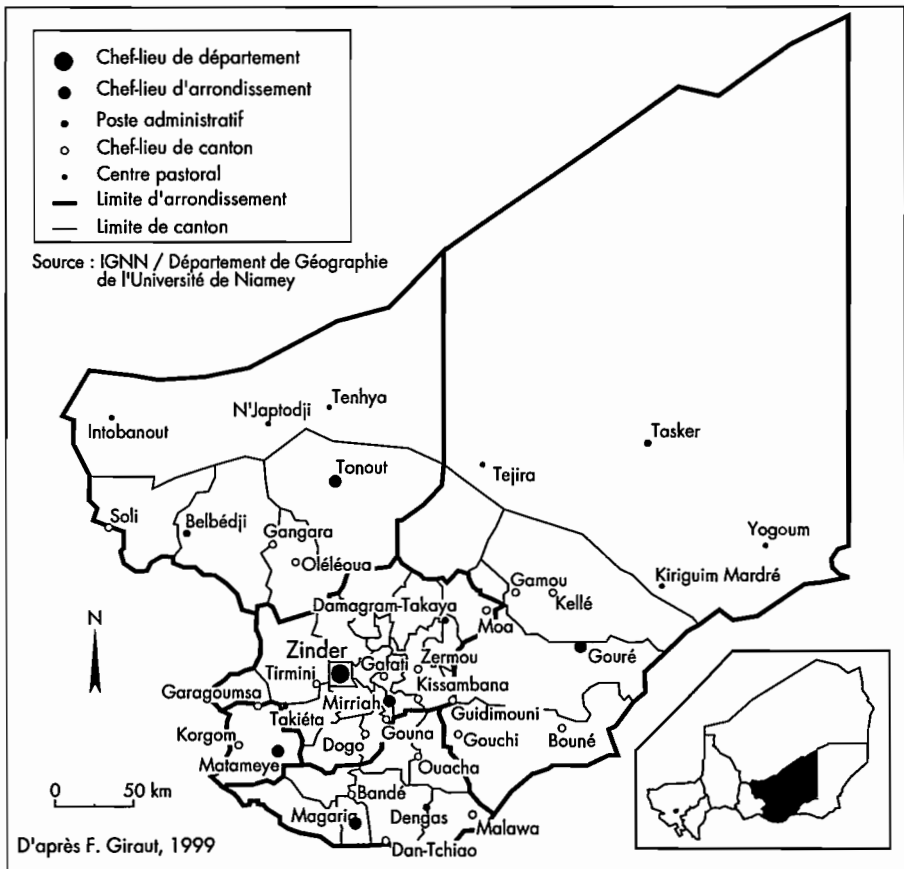 Chef-lieu de département
Chef-lieu d'arrondissement
Poste administratif
Chef-lieu de canton
Centre pastoral
Limite d'arrondissement
Limite de canton
Source : IGNN / Département de Géographie
de l'Université de Niamey
Tenhya
N'Japtodji
Intobanout
Tasker
Tejira
Tonout
Soli
Belbédji
Gangara
Yogoum
Oléléoua
Kiriguim Mardré
Gamou
Kellé
N
Damagram-Takaya
Moa
Zinder
Gafati
Zermou
Gouré
Tirmini
Kissambana
Garagoumsa
Mirriah
Guidimouni
Takiéta
Gouna
Bouné
Korgom
Dogo
Gouchi
Matameye
Ouacha
0 50 km
Bandé
Magaria
Dengas
Malawa
D'après F. Giraut, 1999
Dan-Tchiao